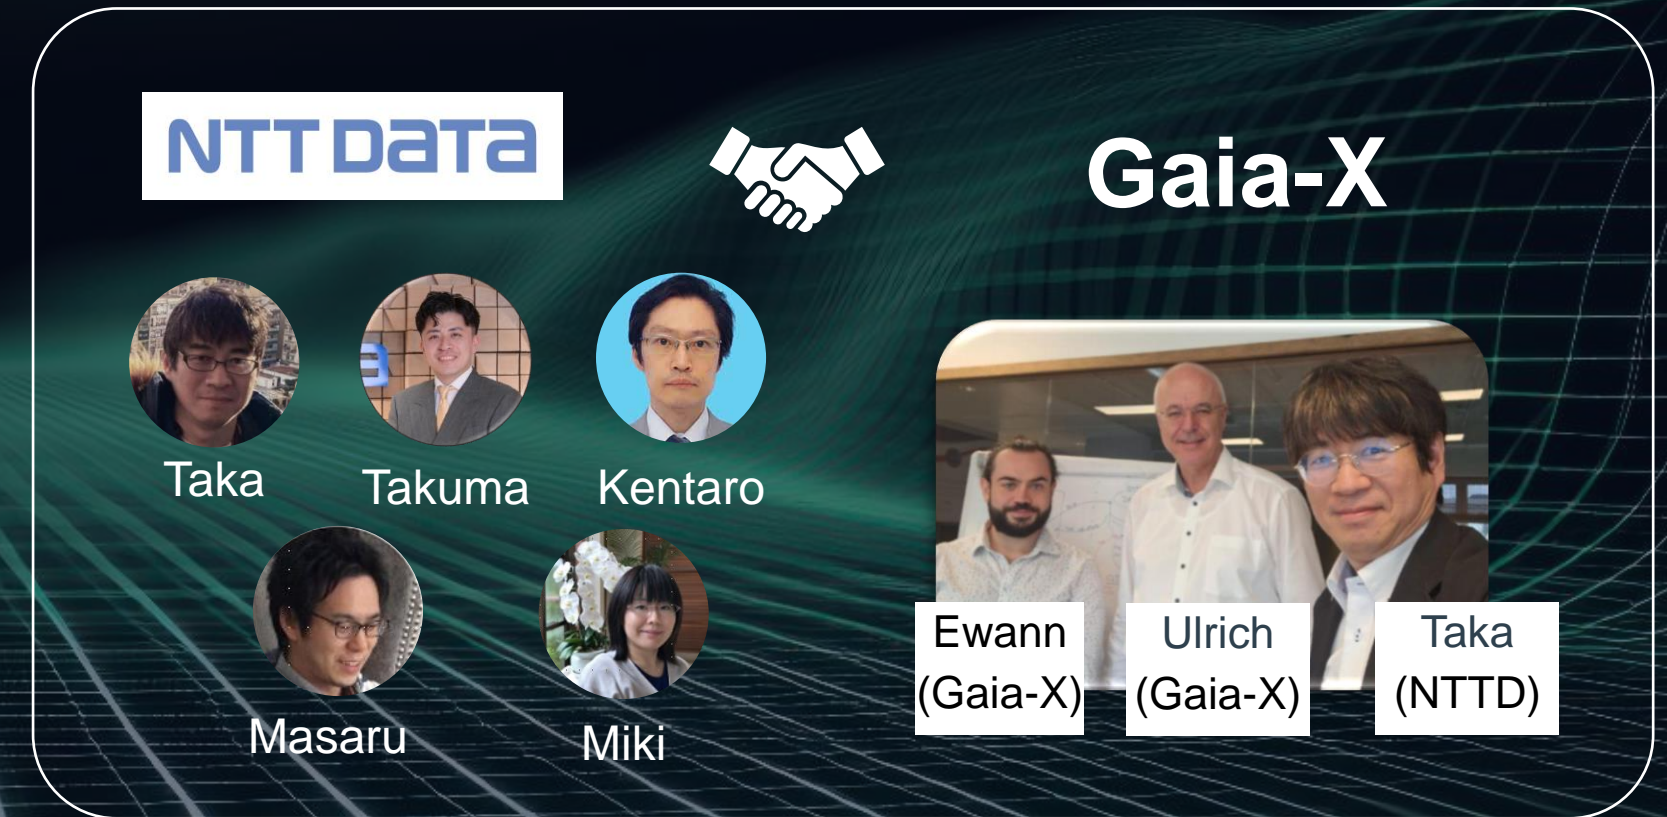 NTT DATA
Gaia-X
Taka
Takuma
Kentaro
Masaru
Miki
Ewann
(Gaia-X)
Ulrich
(Gaia-X)
Taka
(NTTD)